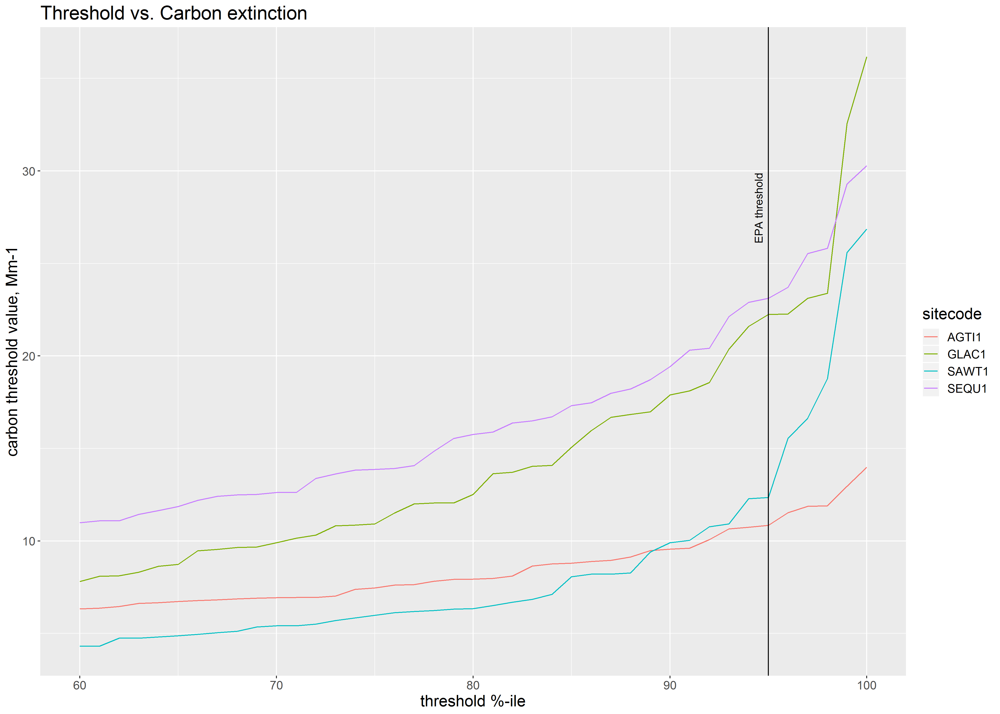 Threshold vs. Carbon extinction
carbon threshold value, Mm-1
30
20
10
EPA threshold
60 70 80 90 100
threshold %-ile
sitecode
AGTI1
GLAC1
SAWT1
SEQU1